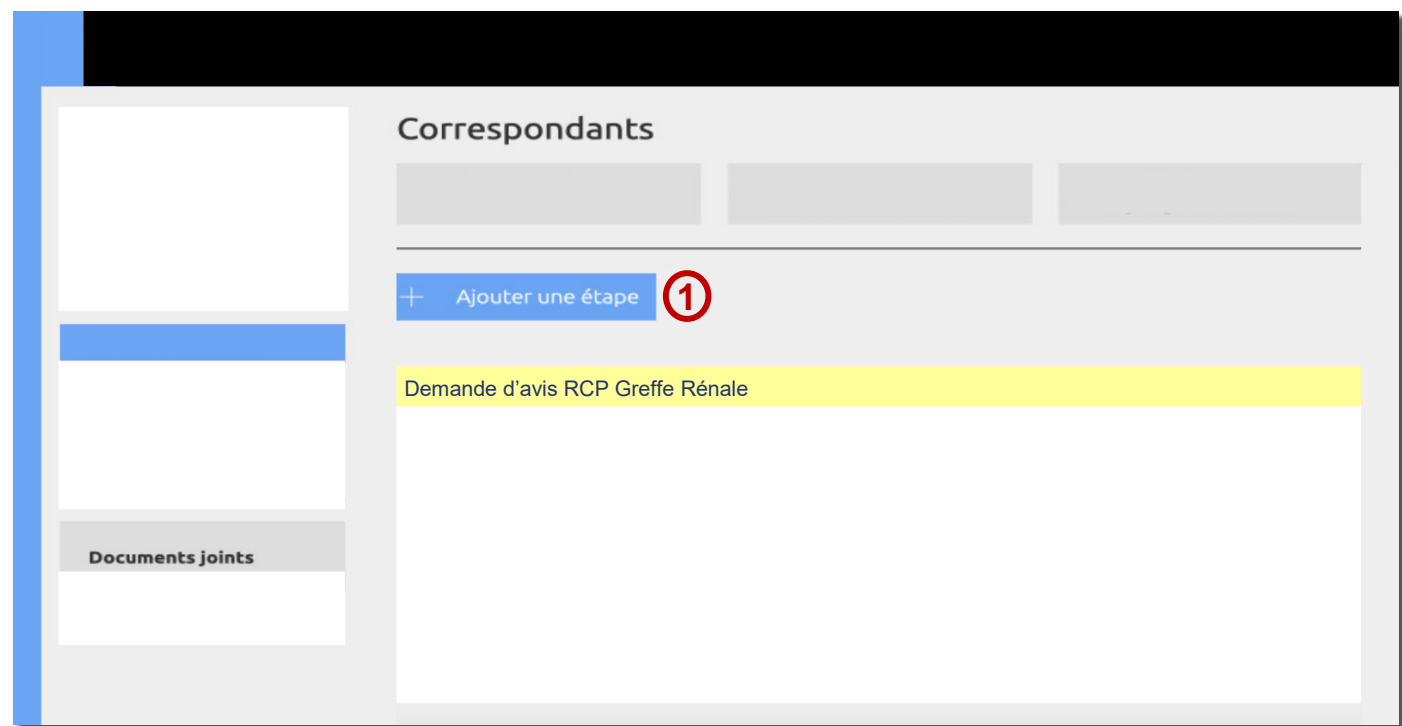 Correspondants
+ Ajouter une étape
1
Demande d’avis RCP Greffe Rénale
Documents joints